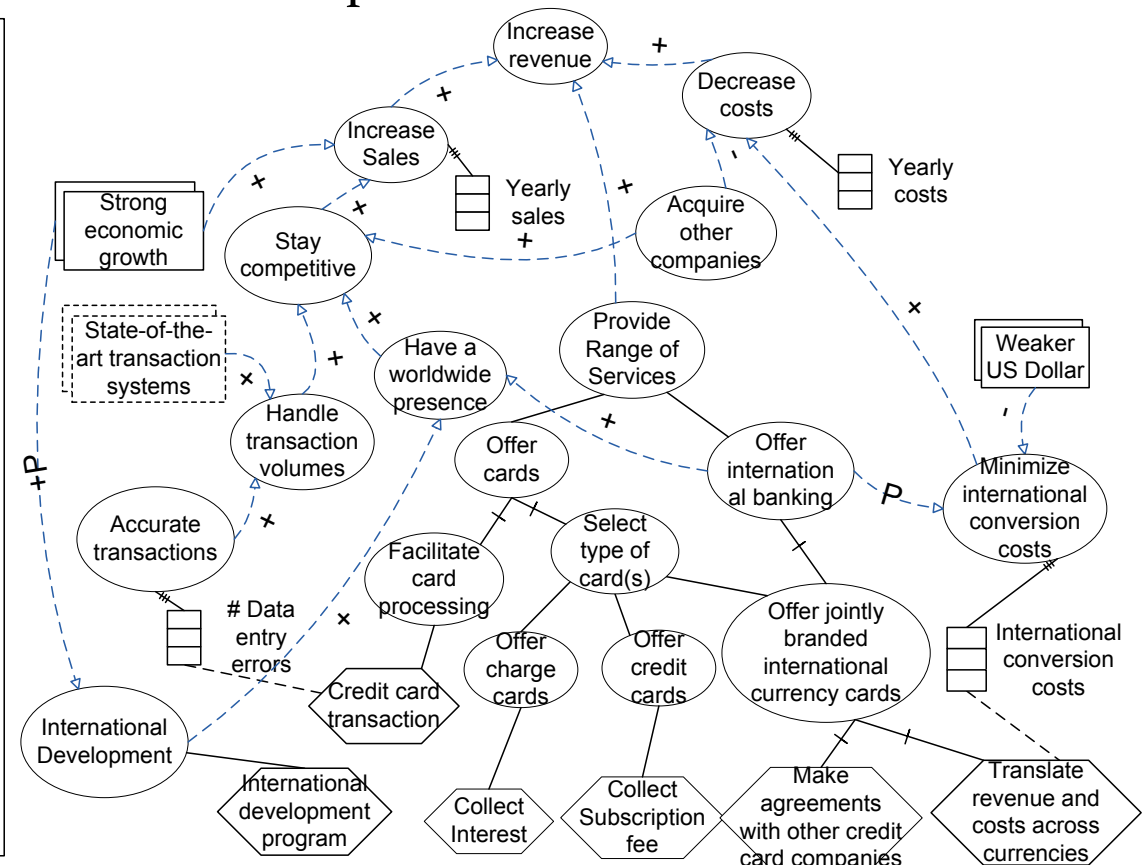 Increase
revenue
+
Decrease
costs
+
Increase
Sales
+
Yearly
sales
-
Yearly
costs
+
Acquire
other
companies
Strong
economic
growth
+
+
Stay
competitive
+
State-of-the-
art transaction
systems
+
+
+
Have a
worldwide
presence
Provide
Range of
Services
+
Weaker
US Dollar
-
Handle
transaction
volumes
+
Offer
cards
Offer
internation
al banking
P
Minimize
international
conversion
costs
+P
Accurate
transactions
+
Facilitate
card
processing
Select
type of
card(s)
# Data
entry
errors
+
Offer
charge
cards
Offer
credit
cards
Offer jointly
branded
international
currency cards
International
conversion
costs
International
Development
Credit card
transaction
International
development
program
Collect
Interest
Collect
Subscription
fee
Make
agreements
with other credit
card companies
Translate
revenue and
costs across
currencies